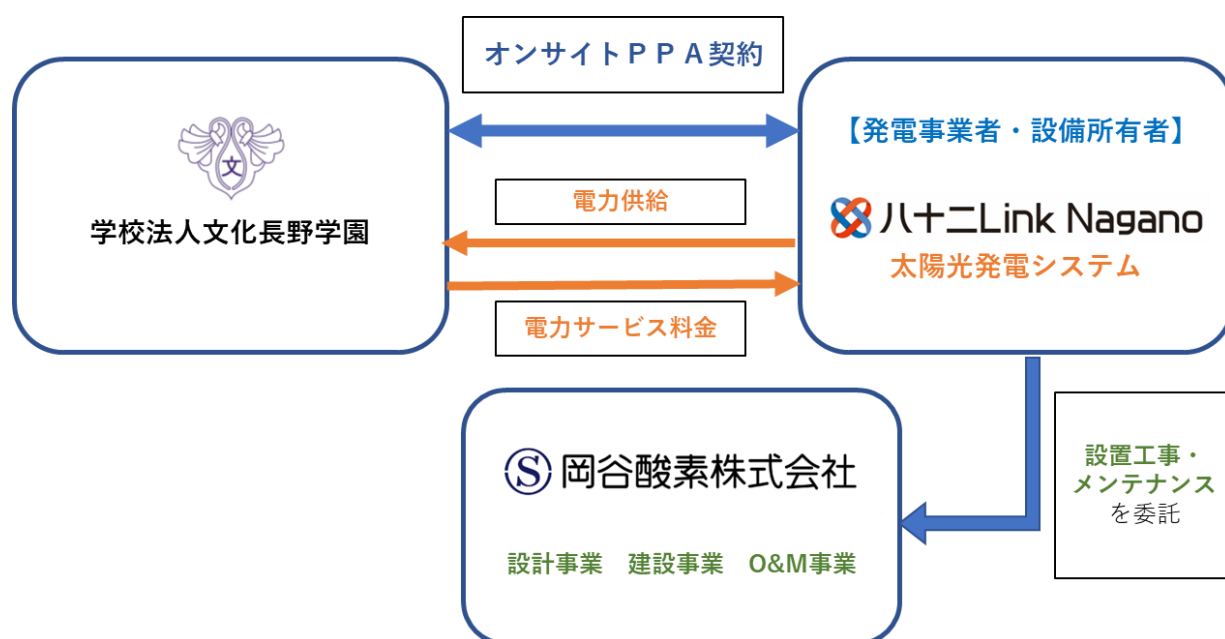 オンサイトＰＰＡ契約
文
学校法人文化長野学園
【発電事業者・設備所有者】
八十二Link Nagano
太陽光発電システム
電力供給
電力サービス料金
S 岡谷酸素株式会社
設計事業　建設事業　O&M事業
設置工事・
メンテナンス
を委託